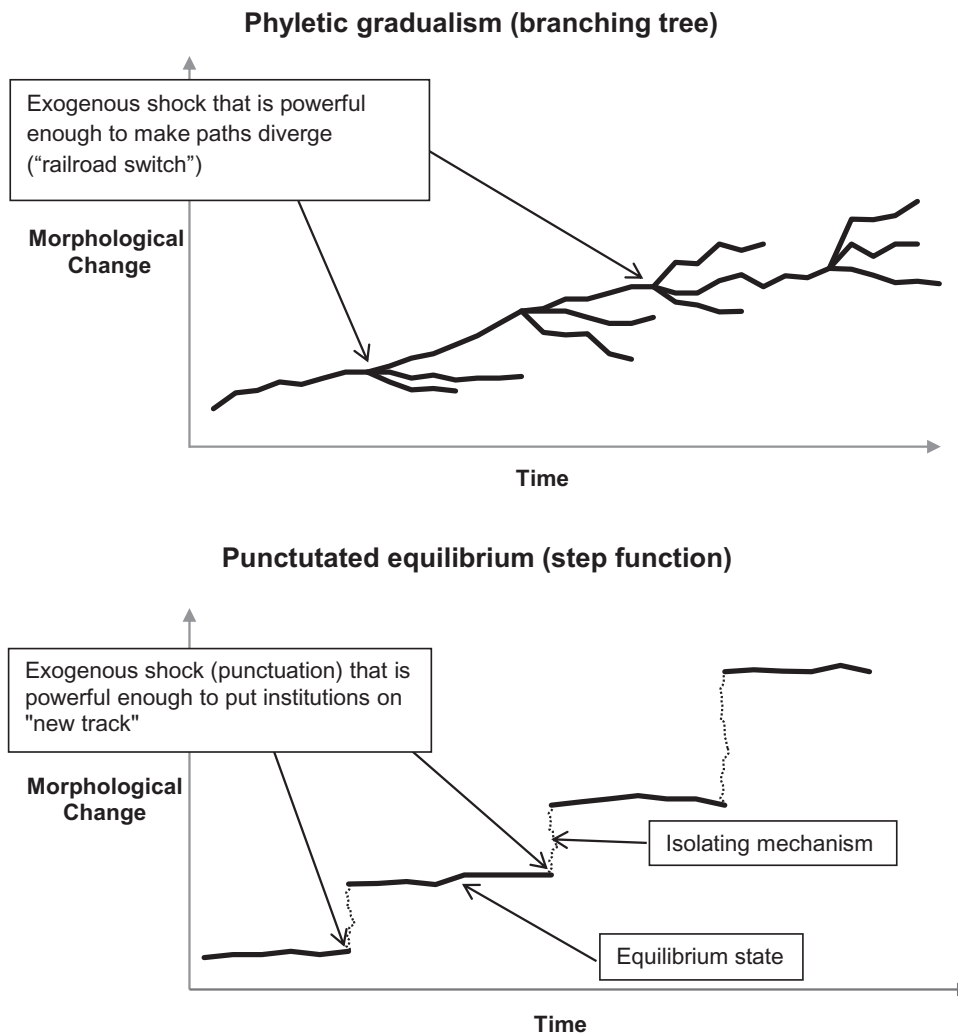 Phyletic gradualism (branching tree)
Exogenous shock that is powerful
enough to make paths diverge
(“railroad switch”)
Morphological
Change
Time
Punctutated equilibrium (step function)
Exogenous shock (punctuation) that is
powerful enough to put institutions on
"new track"
Morphological
Change
Isolating mechanism
Equilibrium state
Time